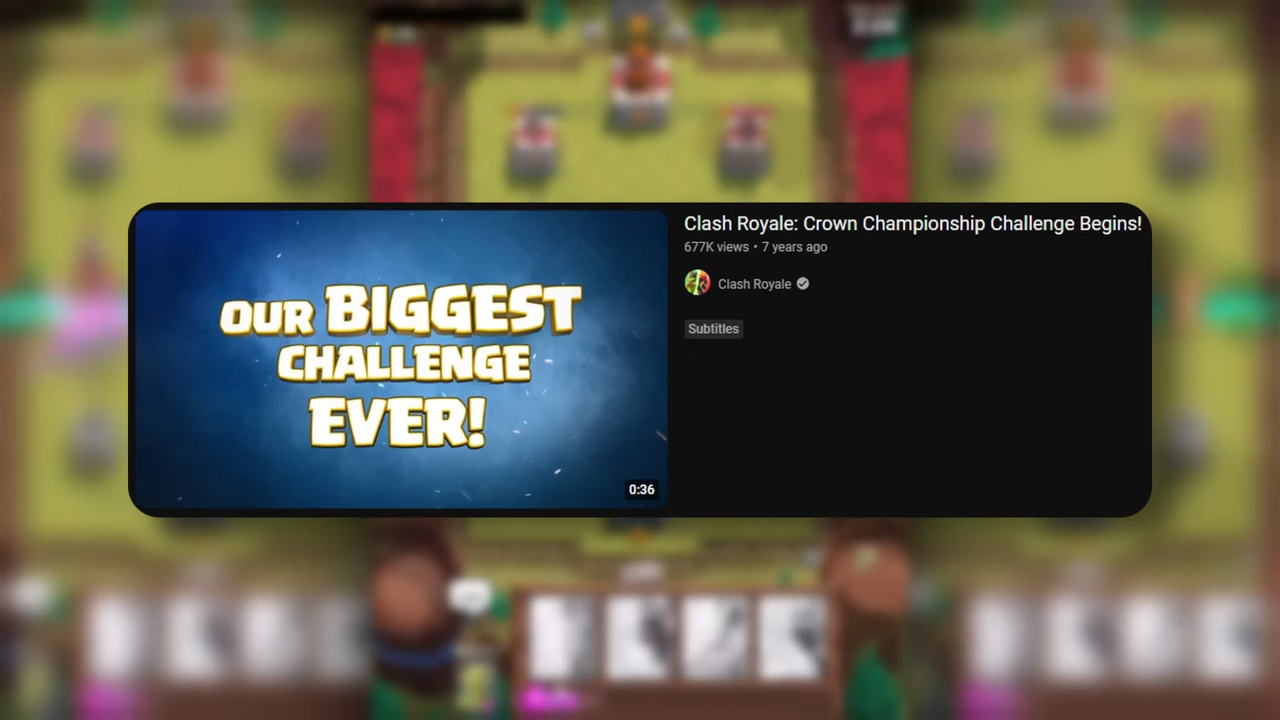 OUR BIGGEST
CHALLENGE
EVER!
0:36
Clash Royale: Crown Championship Challenge Begins!
677K views • 7 years ago
Clash Royale
Subtitles